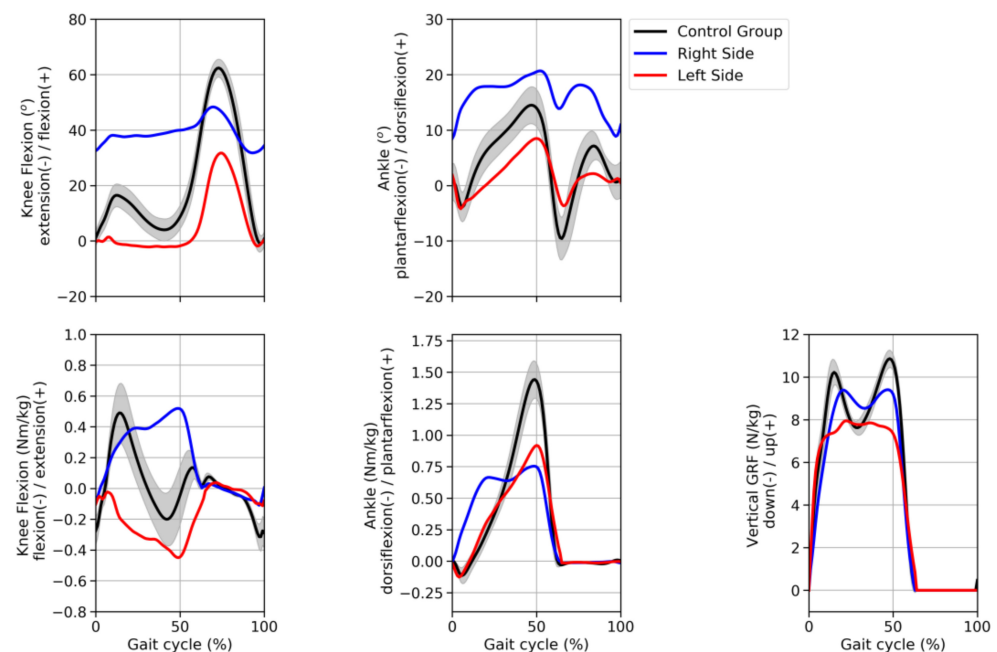 80
60
40
20
0
−20
Knee Flexion (°)
extension(-) / flexion(+)
30
20
10
0
−10
−20
Ankle (°)
plantarflexion(-) / dorsiflexion(+)
Control Group
Right Side
Left Side
1.0
0.8
0.6
0.4
0.2
0.0
−0.2
−0.4
−0.6
−0.8
Knee Flexion (Nm/kg)
flexion(-) / extension(+)
0 50 100
Gait cycle (%)
1.75
1.50
1.25
1.00
0.75
0.50
0.25
0.00
−0.25
Ankle (Nm/kg)
dorsiflexion(-) / plantarflexion(+)
0 50 100
Gait cycle (%)
12
10
8
6
4
2
0
Vertical GRF (N/kg)
down(-) / up(+)
0 50 100
Gait cycle (%)